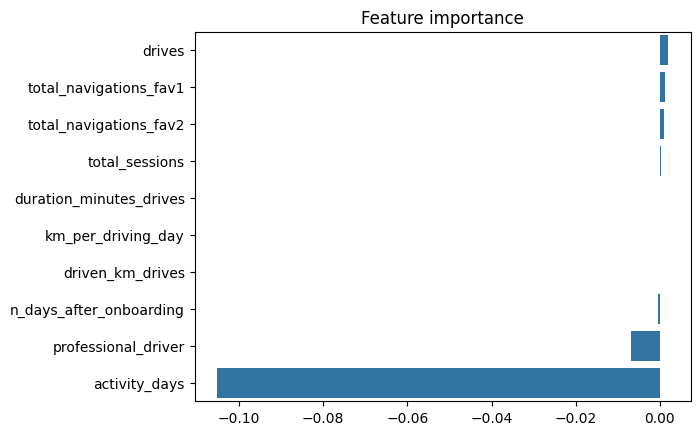 Feature importance
drives
total_navigations_fav1
total_navigations_fav2
total_sessions
duration_minutes_drives
km_per_driving_day
driven_km_drives
n_days_after_onboarding
professional_driver
activity_days
−0.10
−0.08
−0.06
−0.04
−0.02
0.00